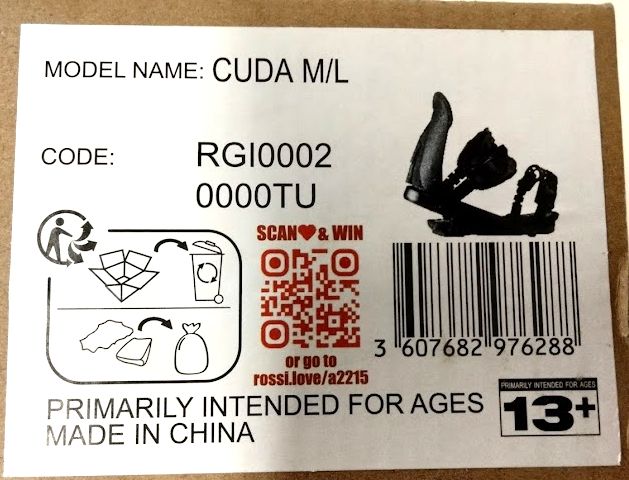 MODEL NAME: CUDA M/L
CODE: RGI0002
0000TU
SCAN♥& WIN
or go to
rossi.love/a2215
3 607682 976288
PRIMARILY INTENDED FOR AGES
13+
PRIMARILY INTENDED FOR AGES
MADE IN CHINA